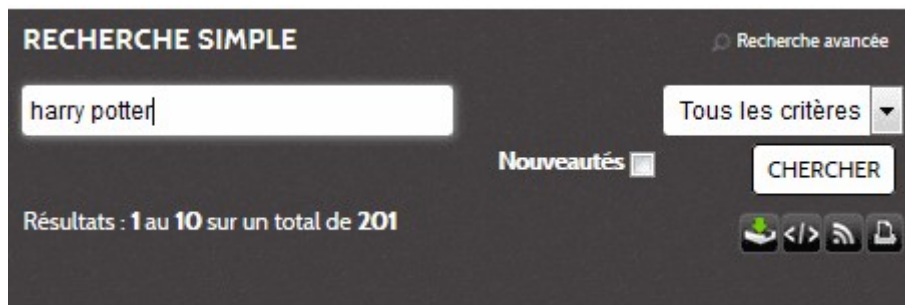 RECHERCHE SIMPLE
Recherche avancée
harry potter
Tous les critères
Nouveautés
CHERCHER
Résultats : 1 au 10 sur un total de 201
</>